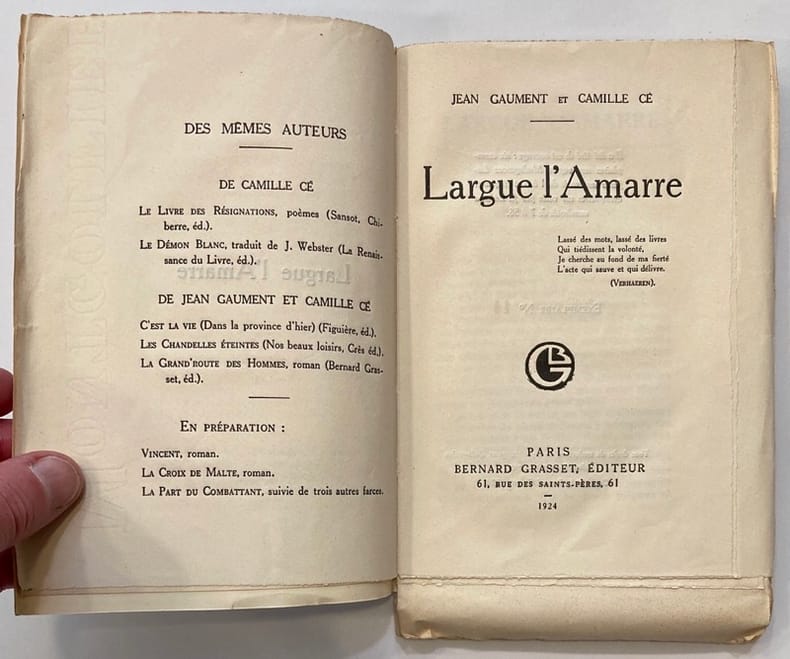 DES MÊMES AUTEURS
DE CAMILLE CÉ
LE LIVRE DES RÉSIGNATIONS, poèmes (Sansot, Chi-
berre, éd.).
LE DÉMON BLANC, traduit de J. Webster (La Renais-
sance du Livre, éd.).
DE JEAN GAUMENT ET CAMILLE CÉ
C'EST LA VIE (Dans la province d'hier) (Figuière, éd.).
LES CHANDELLES ÉTEINTES (Nos beaux loisirs, Crès éd.).
LA GRAND'ROUTE DES HOMMES, roman (Bernard Gras-
set, éd.).
EN PRÉPARATION :
VINCENT, roman.
LA CROIX DE MALTE, roman.
LA PART DU COMBATTANT, suivie de trois autres farces.
JEAN GAUMENT ET CAMILLE CÉ
Largue l'Amarre
Lassé des mots, lassé des livres
Qui tiédissent la volonté,
Je cherche au fond de ma fierté
L'acte qui sauve et qui délivre.
(VERHAEREN).
PARIS
BERNARD GRASSET, ÉDITEUR
61, RUE DES SAINTS-PÈRES, 61
1924